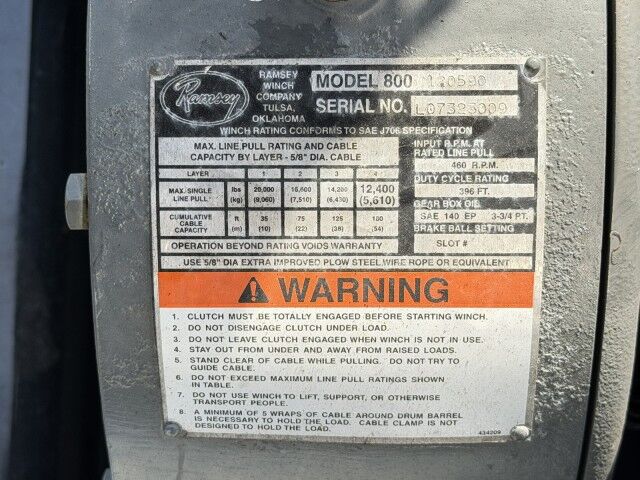 Ramsey
RAMSEY
WINCH
COMPANY
TULSA,
OKLAHOMA
MODEL 800 120590
SERIAL NO. L07323009
WINCH RATING CONFORMS TO SAE J706 SPECIFICATION
MAX. LINE PULL RATING AND CABLE
CAPACITY BY LAYER - 5/8" DIA. CABLE
LAYER 1 2 3 4
MAX. SINGLE LINE PULL lbs 20,000 16,600 14,200 12,400
(kg) (9,060) (7,510) (6,430) (5,610)
CUMULATIVE CABLE CAPACITY ft 35 75 125 180
(m) (10) (22) (38) (54)
OPERATION BEYOND RATING VOIDS WARRANTY
INPUT R.P.M. RT
RATED LINE PULL
460 R.P.M.
DUTY CYCLE RATING
396 FT.
GEAR BOX OIL
SAE 140 EP 3-3/4 PT.
BRAKE BALL SETTING
SLOT #
USE 5/8" DIA EXTRA IMPROVED PLOW STEEL WIRE ROPE OR EQUIVALENT
WARNING
1. CLUTCH MUST BE TOTALLY ENGAGED BEFORE STARTING WINCH.
2. DO NOT DISENGAGE CLUTCH UNDER LOAD.
3. DO NOT LEAVE CLUTCH ENGAGED WHEN WINCH IS NOT IN USE.
4. STAY OUT FROM UNDER AND AWAY FROM RAISED LOADS.
5. STAND CLEAR OF CABLE WHILE PULLING. DO NOT TRY TO
GUIDE CABLE.
6. DO NOT EXCEED MAXIMUM LINE PULL RATINGS SHOWN
IN TABLE.
7. DO NOT USE WINCH TO LIFT, SUPPORT, OR OTHERWISE
TRANSPORT PEOPLE.
8. A MINIMUM OF 5 WRAPS OF CABLE AROUND DRUM BARREL
IS NECESSARY TO HOLD THE LOAD. CABLE CLAMP IS NOT
DESIGNED TO HOLD THE LOAD.
434209